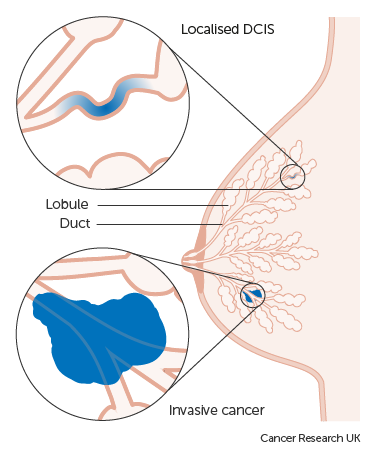 Localised DCIS
Lobule
Duct
Invasive cancer
Cancer Research UK